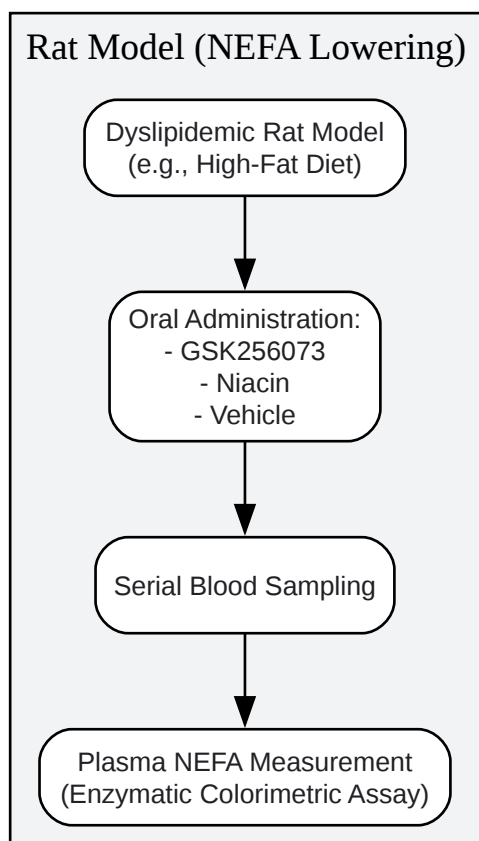 Rat Model (NEFA Lowering)
Dyslipidemic Rat Model
(e.g., High-Fat Diet)
Oral Administration:
- GSK256073
- Niacin
- Vehicle
Serial Blood Sampling
Plasma NEFA Measurement
(Enzymatic Colorimetric Assay)